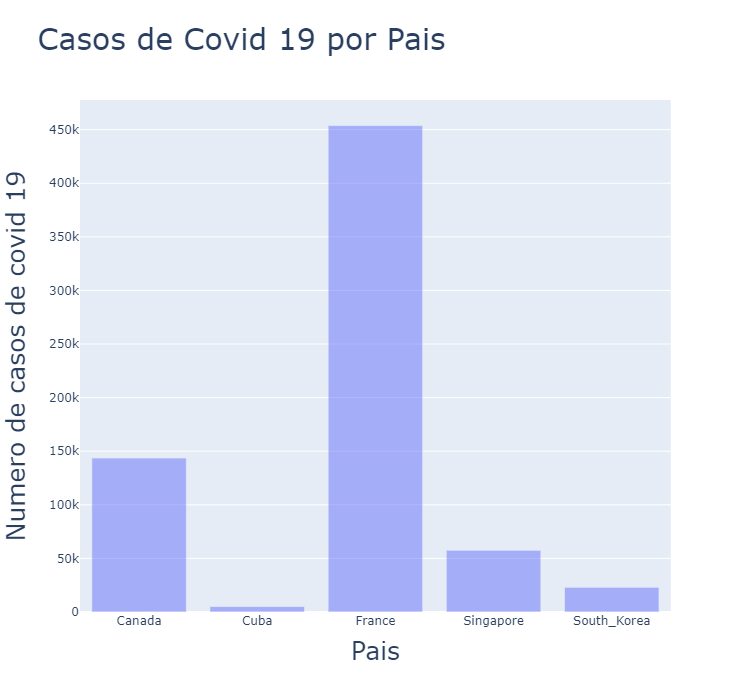 Casos de Covid 19 por Pais
Numero de casos de covid 19
450k
400k
350k
300k
250k
200k
150k
100k
50k
0
Canada
Cuba
France
Singapore
South_Korea
Pais